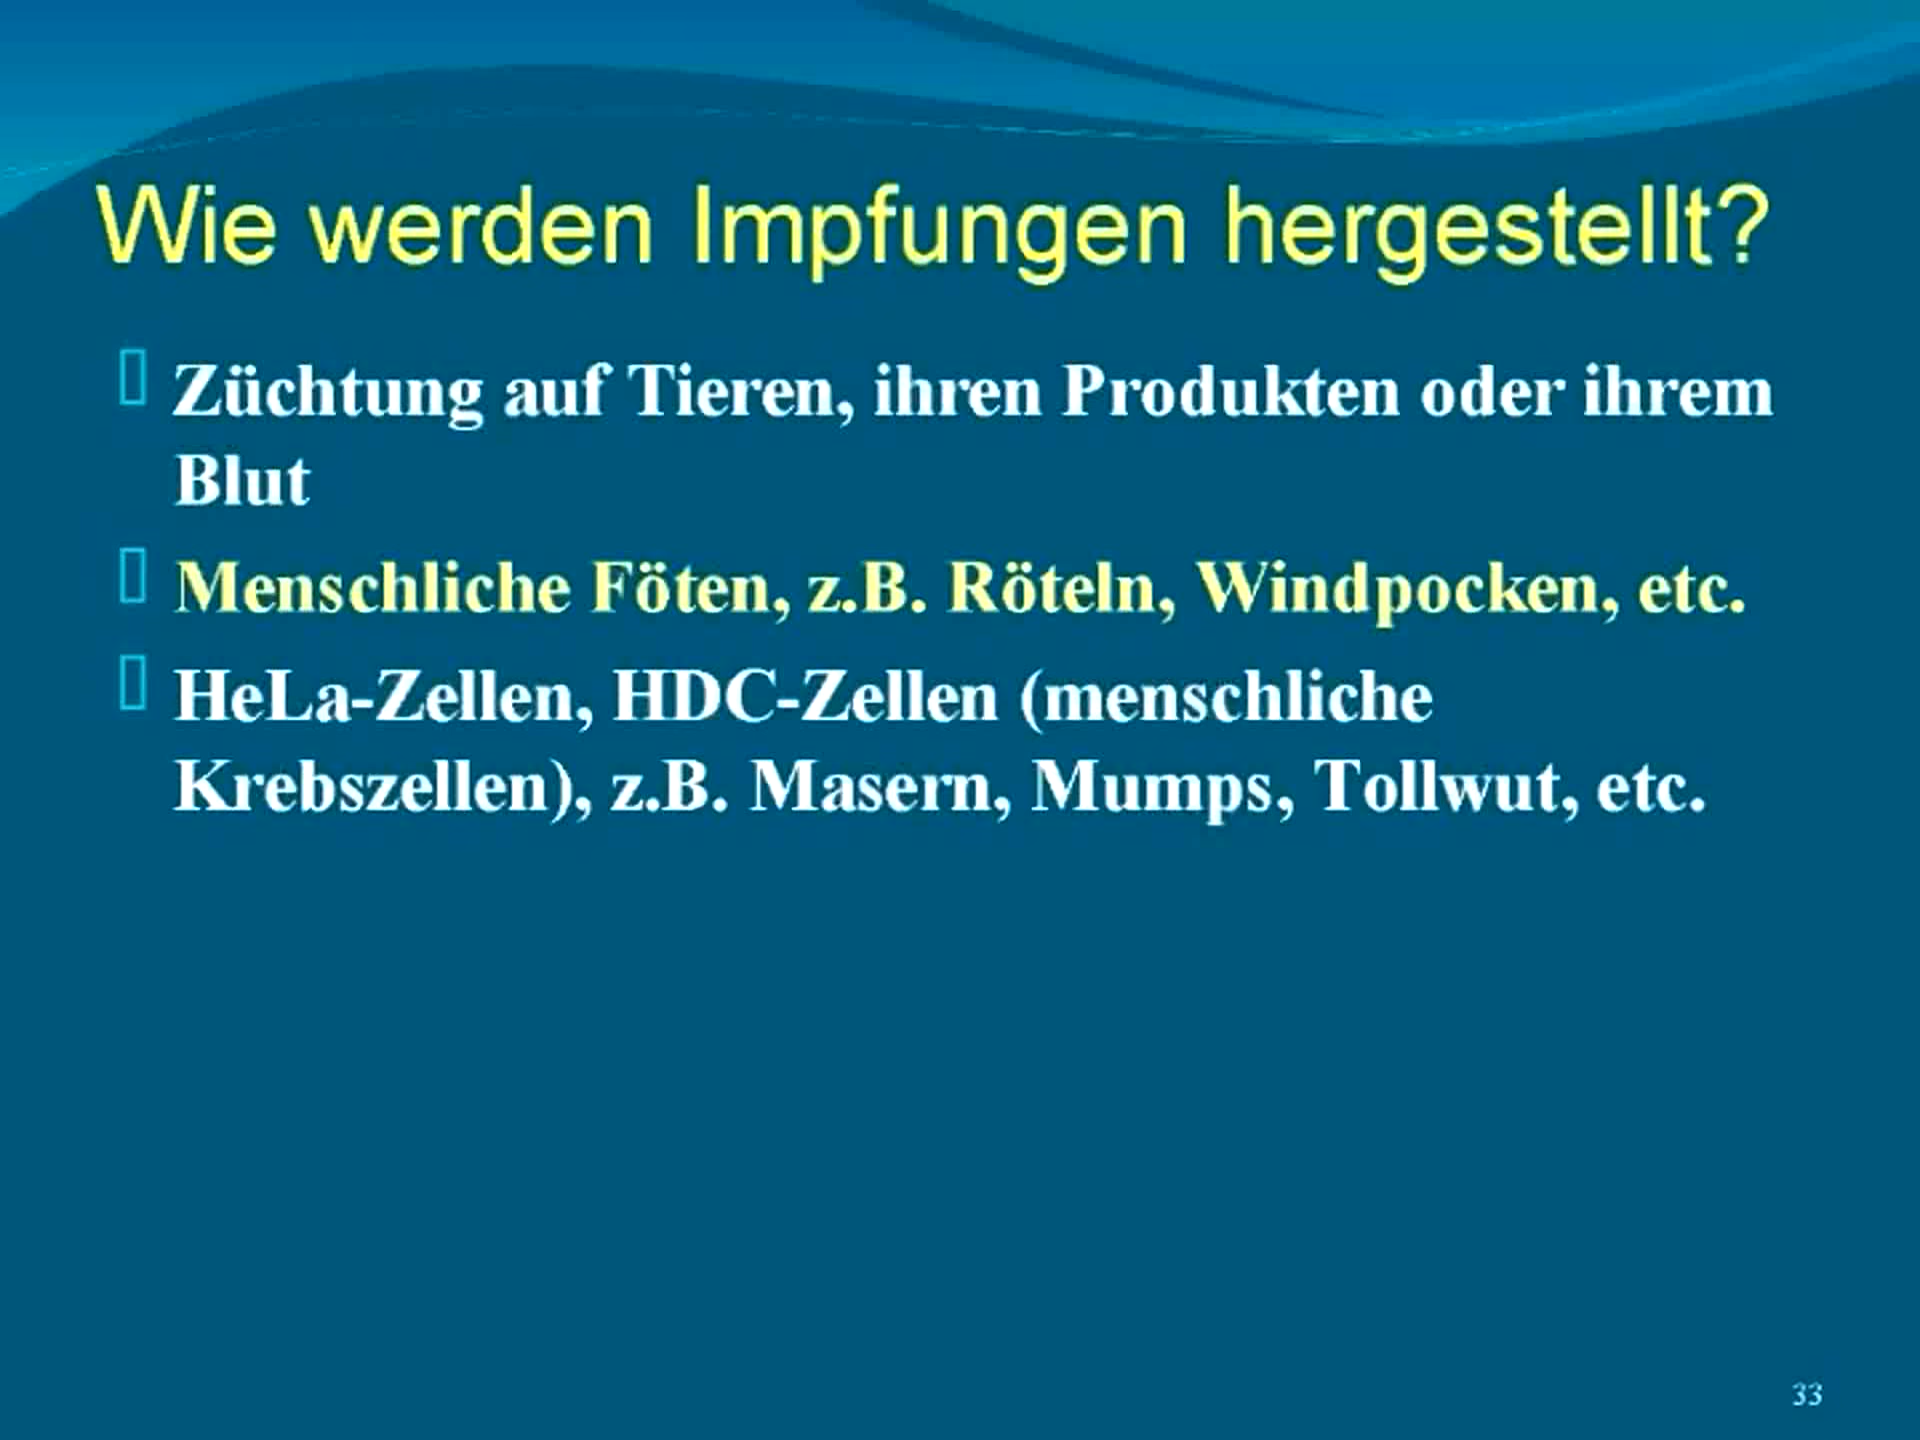 Wie werden Impfungen hergestellt?
Züchtung auf Tieren, ihren Produkten oder ihrem
Blut
Menschliche Föten, z.B. Röteln, Windpocken, etc.
HeLa-Zellen, HDC-Zellen (menschliche
Krebszellen), z.B. Masern, Mumps, Tollwut, etc.
33